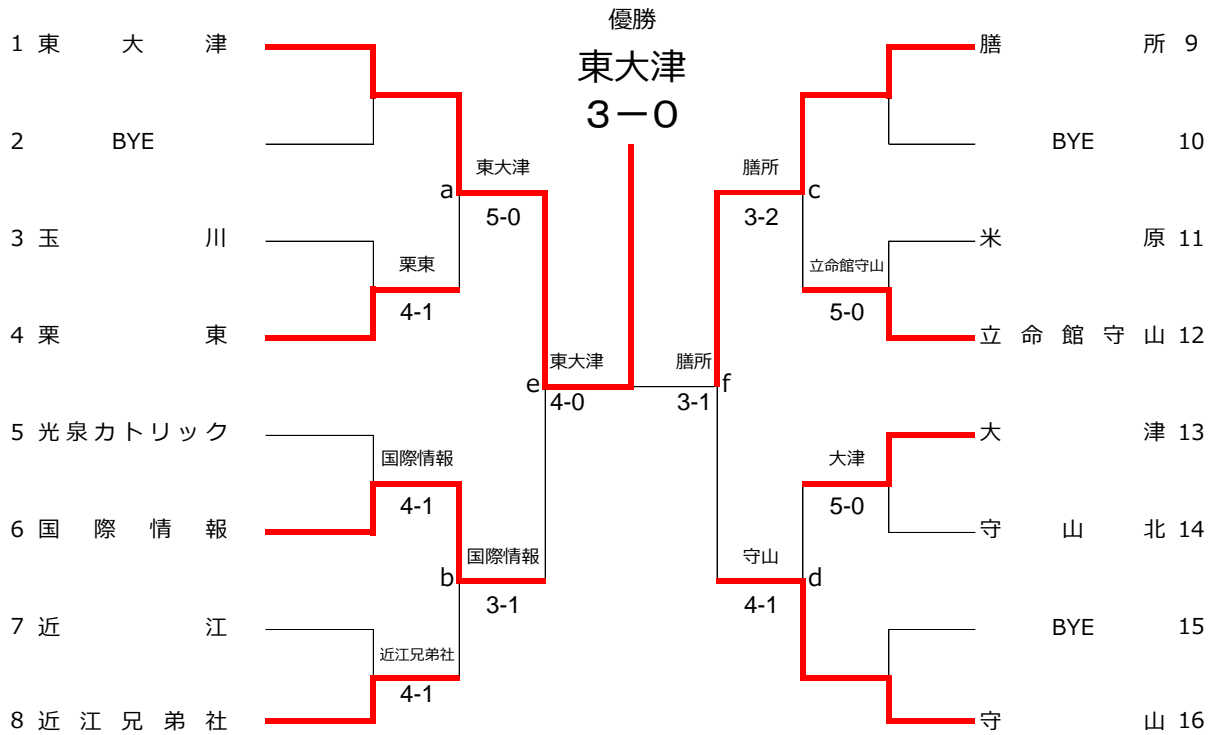 優勝
東大津
３－０
1 東大津
2 BYE
3 玉川
4 栗東
5 光泉カトリック
6 国際情報
7 近江
8 近江兄弟社
栗東
4-1
国際情報
4-1
近江兄弟社
4-1
a
東大津
5-0
b
国際情報
3-1
e
東大津
4-0
膳所
3-1
f
膳所
3-2
c
守山
4-1
d
立命館守山
5-0
大津
5-0
膳所 9
BYE 10
米原 11
立命館守山 12
大津 13
守山北 14
BYE 15
守山 16